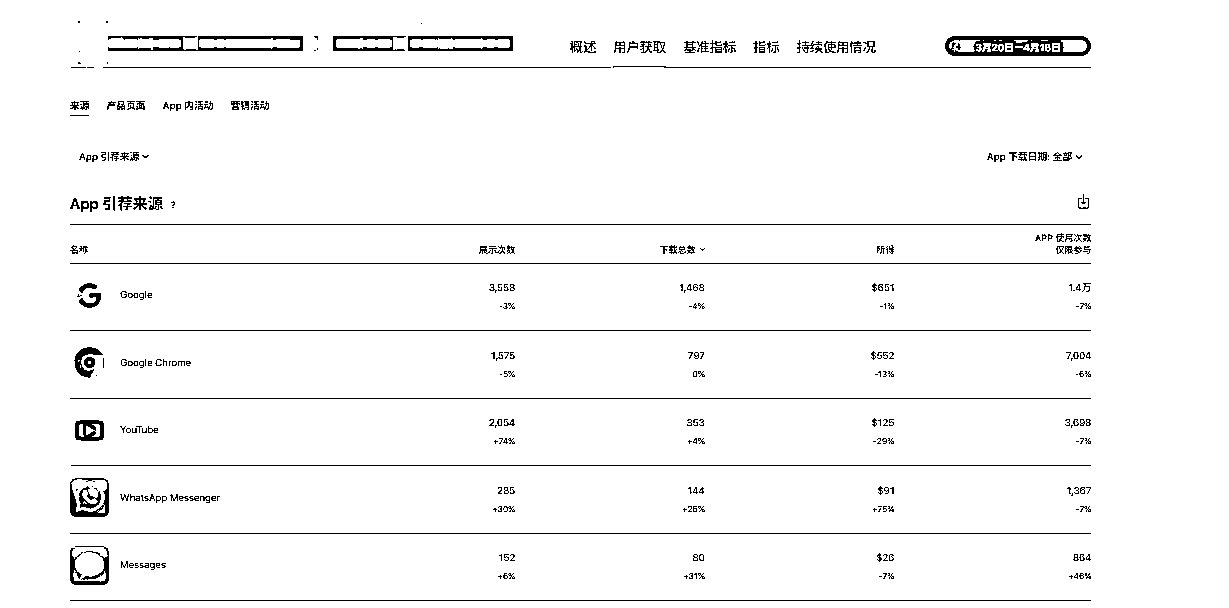 概述 用户获取 基准指标 指标 持续使用情况 3月20日–4月18日
来源 产品页面 App 内活动 营销活动
App 引荐来源 App 下载日期: 全部
App 引荐来源 ?
名称 展示次数 下载总数 所得 APP 使用次数
仅限参与
Google 3,558 1,468 $651 1.4万
-3% -4% -1% -7%
Google Chrome 1,575 797 $552 7,004
-5% 0% -13% -6%
YouTube 2,054 353 $125 3,698
+74% +4% -29% -7%
WhatsApp Messenger 285 144 $91 1,367
+30% +26% +75% -7%
Messages 152 80 $26 864
+6% +31% -7% +46%